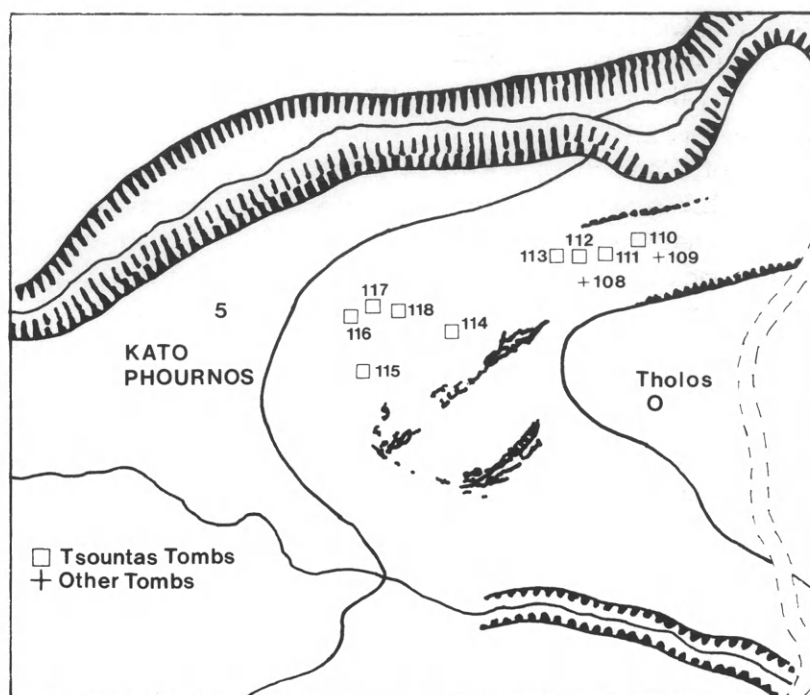 110
112
113
111
+109
+108
117
118
5
116
114
KATO
PHOURNOS
115
Tholos
O
□ Tsountas Tombs
+ Other Tombs